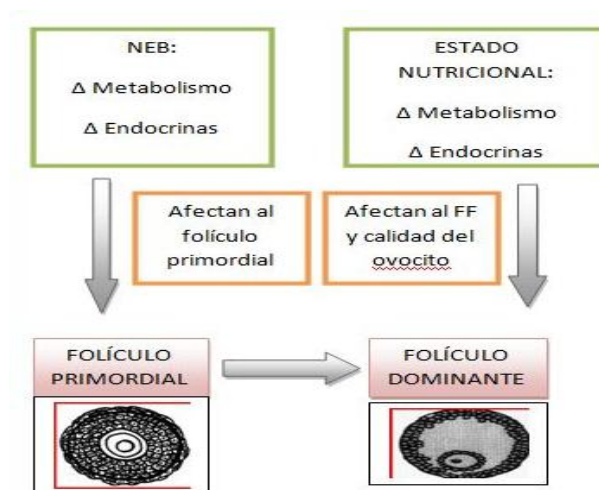 NEB:
Δ Metabolismo
Δ Endocrinas
ESTADO
NUTRICIONAL:
Δ Metabolismo
Δ Endocrinas
Afectan al
folículo
primordial
Afectan al FF
y calidad del
ovocito
FOLÍCULO
PRIMORDIAL
FOLÍCULO
DOMINANTE